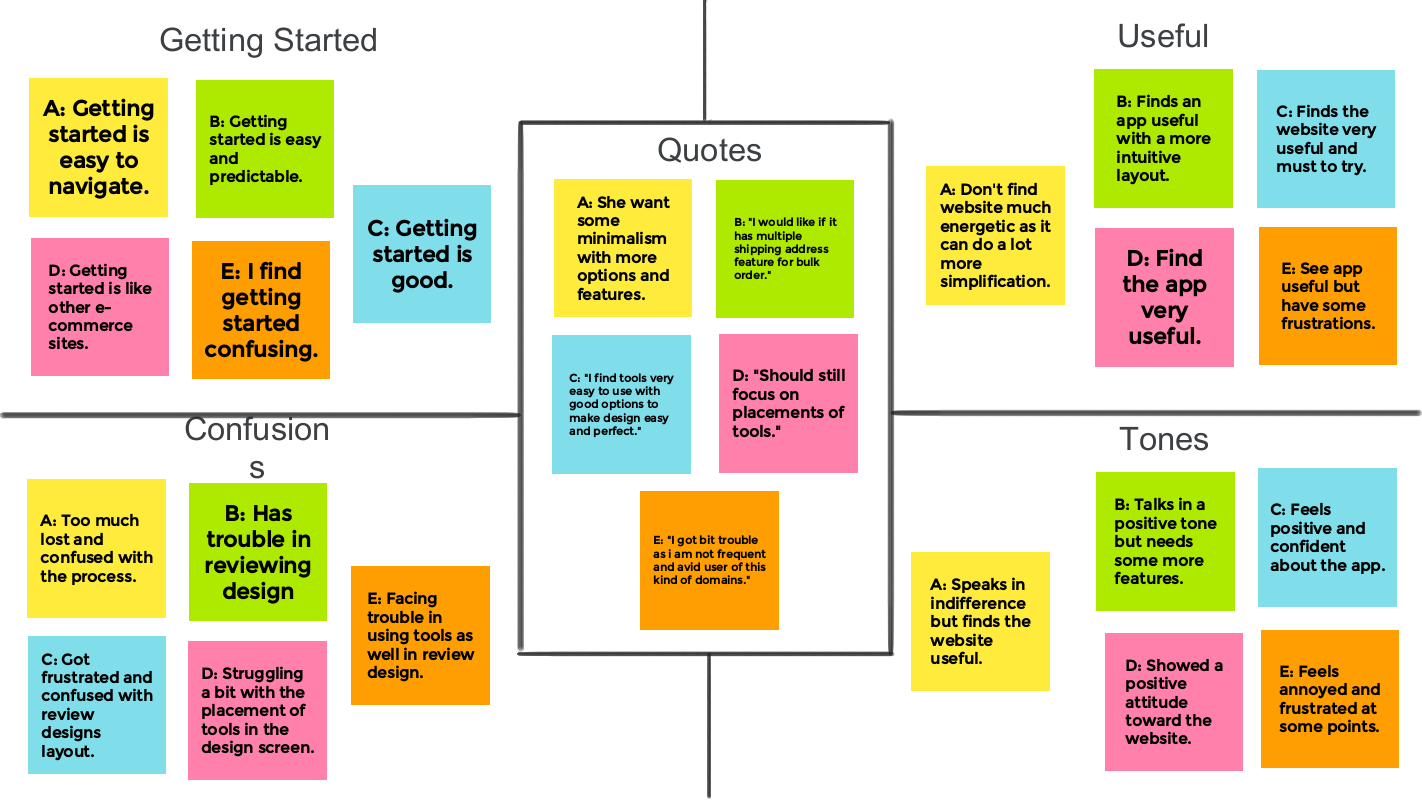 Getting Started
A: Getting
started is
easy to
navigate.
B: Getting
started is easy
and
predictable.
C: Getting
started is
good.
D: Getting
started is like
other e-
commerce
sites.
E: I find
getting
started
confusing.
Quotes
A: She want
some
minimalism
with more
options and
features.
B: "I would like if it
has multiple
shipping address
feature for bulk
order."
C: "I find tools very
easy to use with
good options to
make design easy
and perfect."
D: "Should still
focus on
placements of
tools."
E: "I got bit trouble
as i am not frequent
and avid user of this
kind of domains."
Useful
A: Don't find
website much
energetic as it
can do a lot
more
simplification.
B: Finds an
app useful
with a more
intuitive
layout.
C: Finds the
website very
useful and
must to try.
D: Find
the app
very
useful.
E: See app
useful but
have some
frustrations.
Confusion
s
A: Too much
lost and
confused with
the process.
B: Has
trouble in
reviewing
design
C: Got
frustrated and
confused with
review
designs
layout.
D: Struggling
a bit with the
placement of
tools in the
design screen.
E: Facing
trouble in
using tools as
well in review
design.
Tones
A: Speaks in
indifference
but finds the
website
useful.
B: Talks in a
positive tone
but needs
some more
features.
C: Feels
positive and
confident
about the app.
D: Showed a
positive
attitude
toward the
website.
E: Feels
annoyed and
frustrated at
some points.